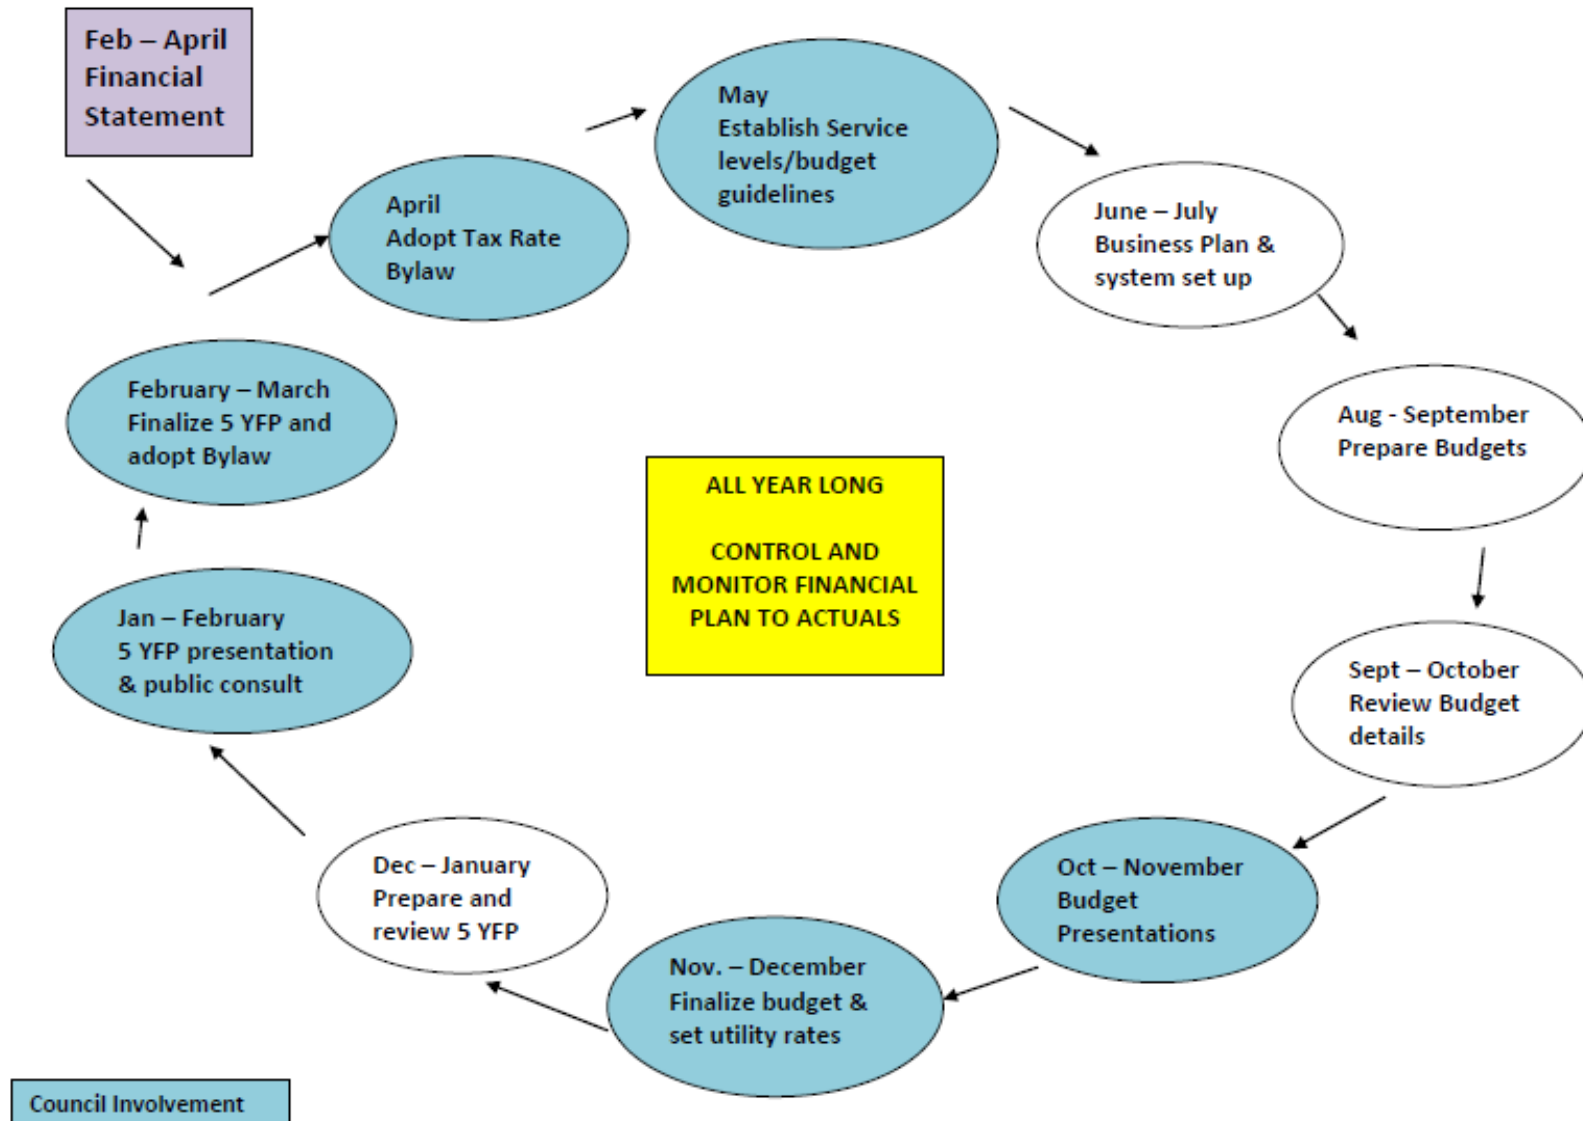 Feb – April
Financial
Statement
May
Establish Service
levels/budget
guidelines
April
Adopt Tax Rate
Bylaw
June – July
Business Plan &
system set up
February – March
Finalize 5 YFP and
adopt Bylaw
Aug - September
Prepare Budgets
ALL YEAR LONG
CONTROL AND
MONITOR FINANCIAL
PLAN TO ACTUALS
Jan – February
5 YFP presentation
& public consult
Sept – October
Review Budget
details
Dec – January
Prepare and
review 5 YFP
Oct – November
Budget
Presentations
Nov. – December
Finalize budget &
set utility rates
Council Involvement